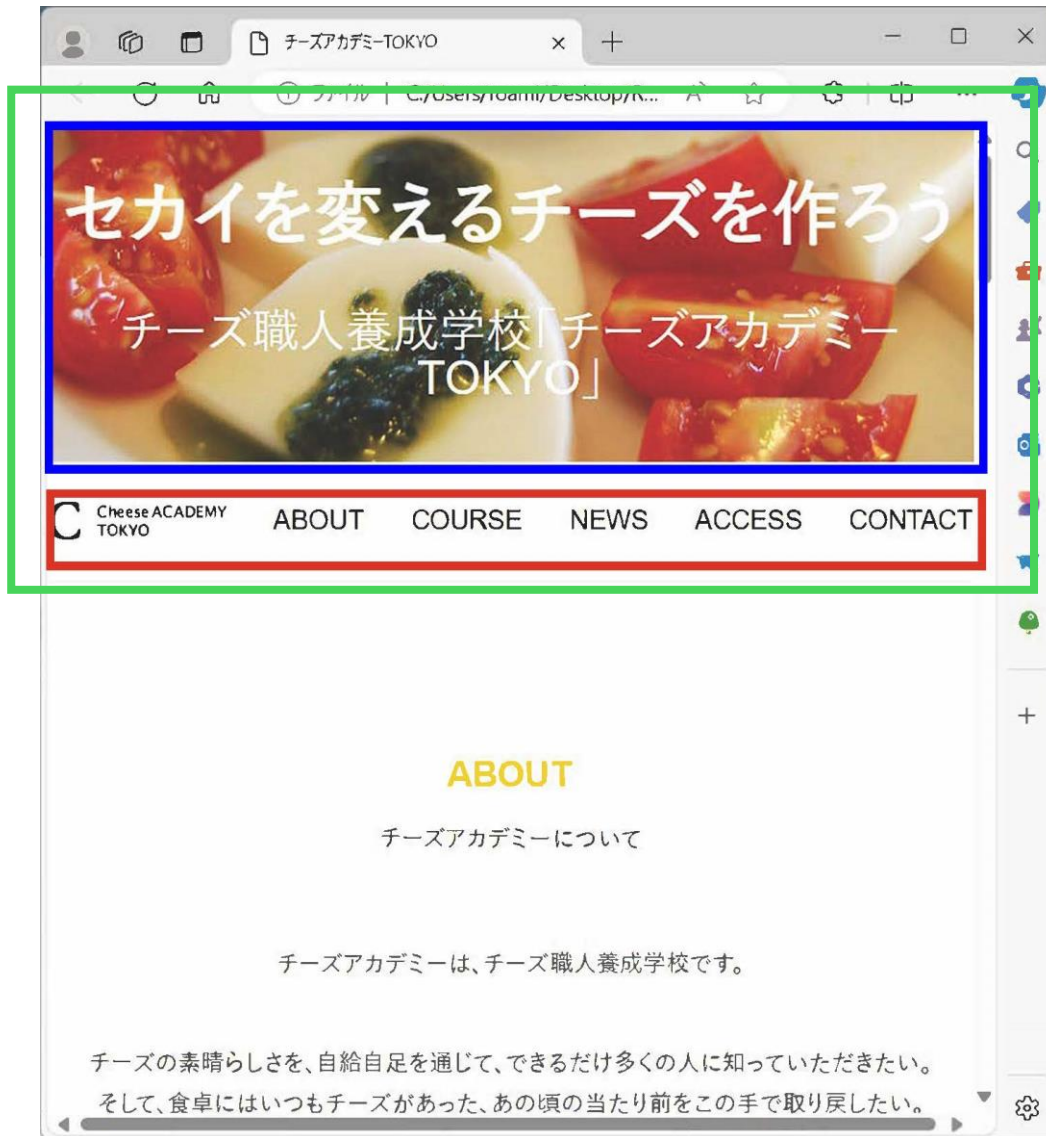 チーズアカデミーTOKYO
ファイル | C:/Users/roami/Desktop/R...
セカイを変えるチーズを作ろう
チーズ職人養成学校「チーズアカデミー
TOKYO」
Cheese ACADEMY
TOKYO
ABOUT
COURSE
NEWS
ACCESS
CONTACT
ABOUT
チーズアカデミーについて
チーズアカデミーは、チーズ職人養成学校です。
チーズの素晴らしさを、自給自足を通じて、できるだけ多くの人に知っていただきたい。
そして、食卓にはいつもチーズがあった、あの頃の当たり前をこの手で取り戻したい。